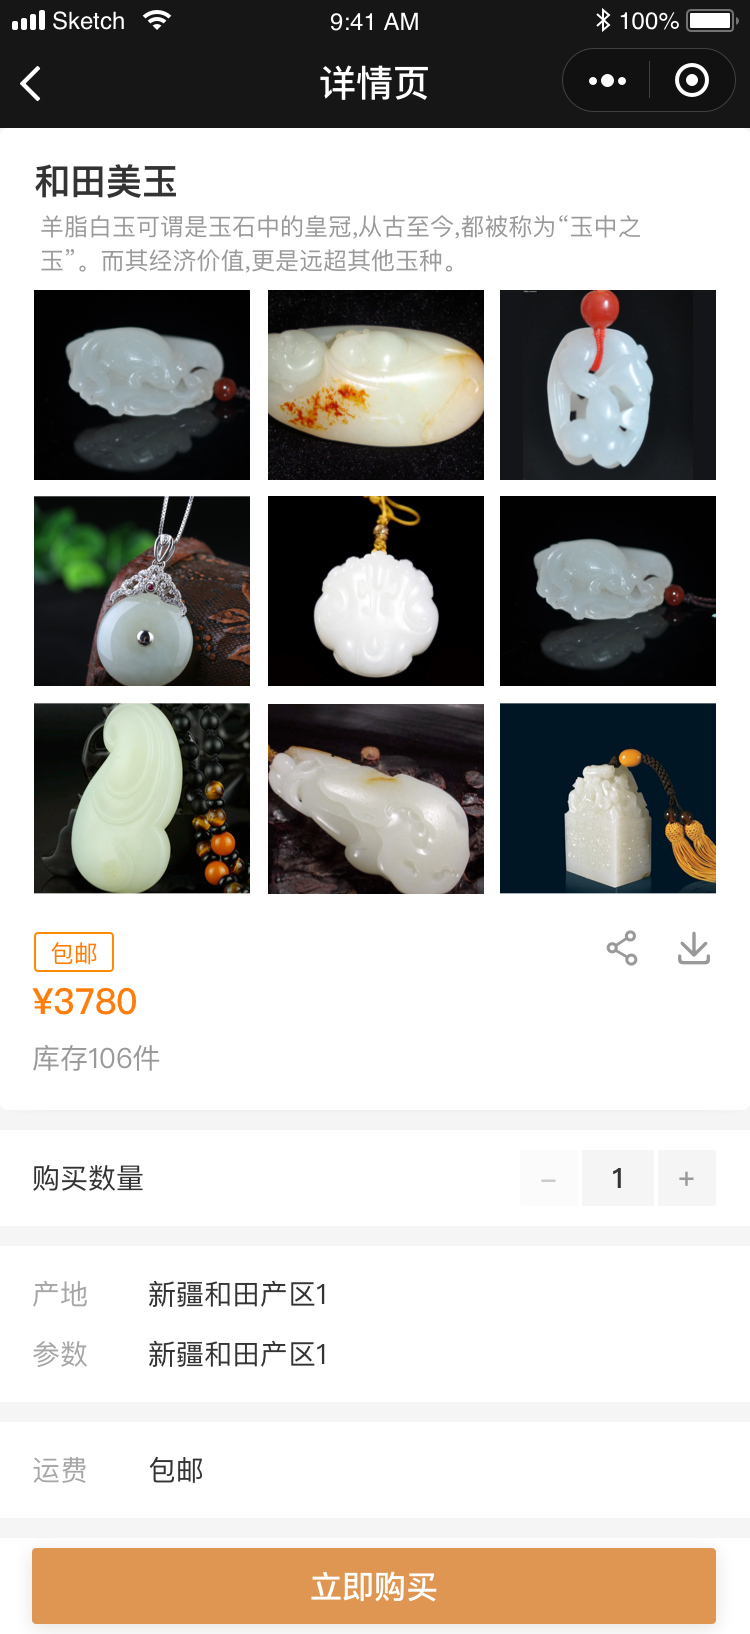 Sketch 9:41 AM 100%
详情页
和田美玉
羊脂白玉可谓是玉石中的皇冠,从古至今,都被称为“玉中之
玉”。而其经济价值,更是远超其他玉种。
包邮
¥3780
库存106件
购买数量 − 1 +
产地 新疆和田产区1
参数 新疆和田产区1
运费 包邮
立即购买